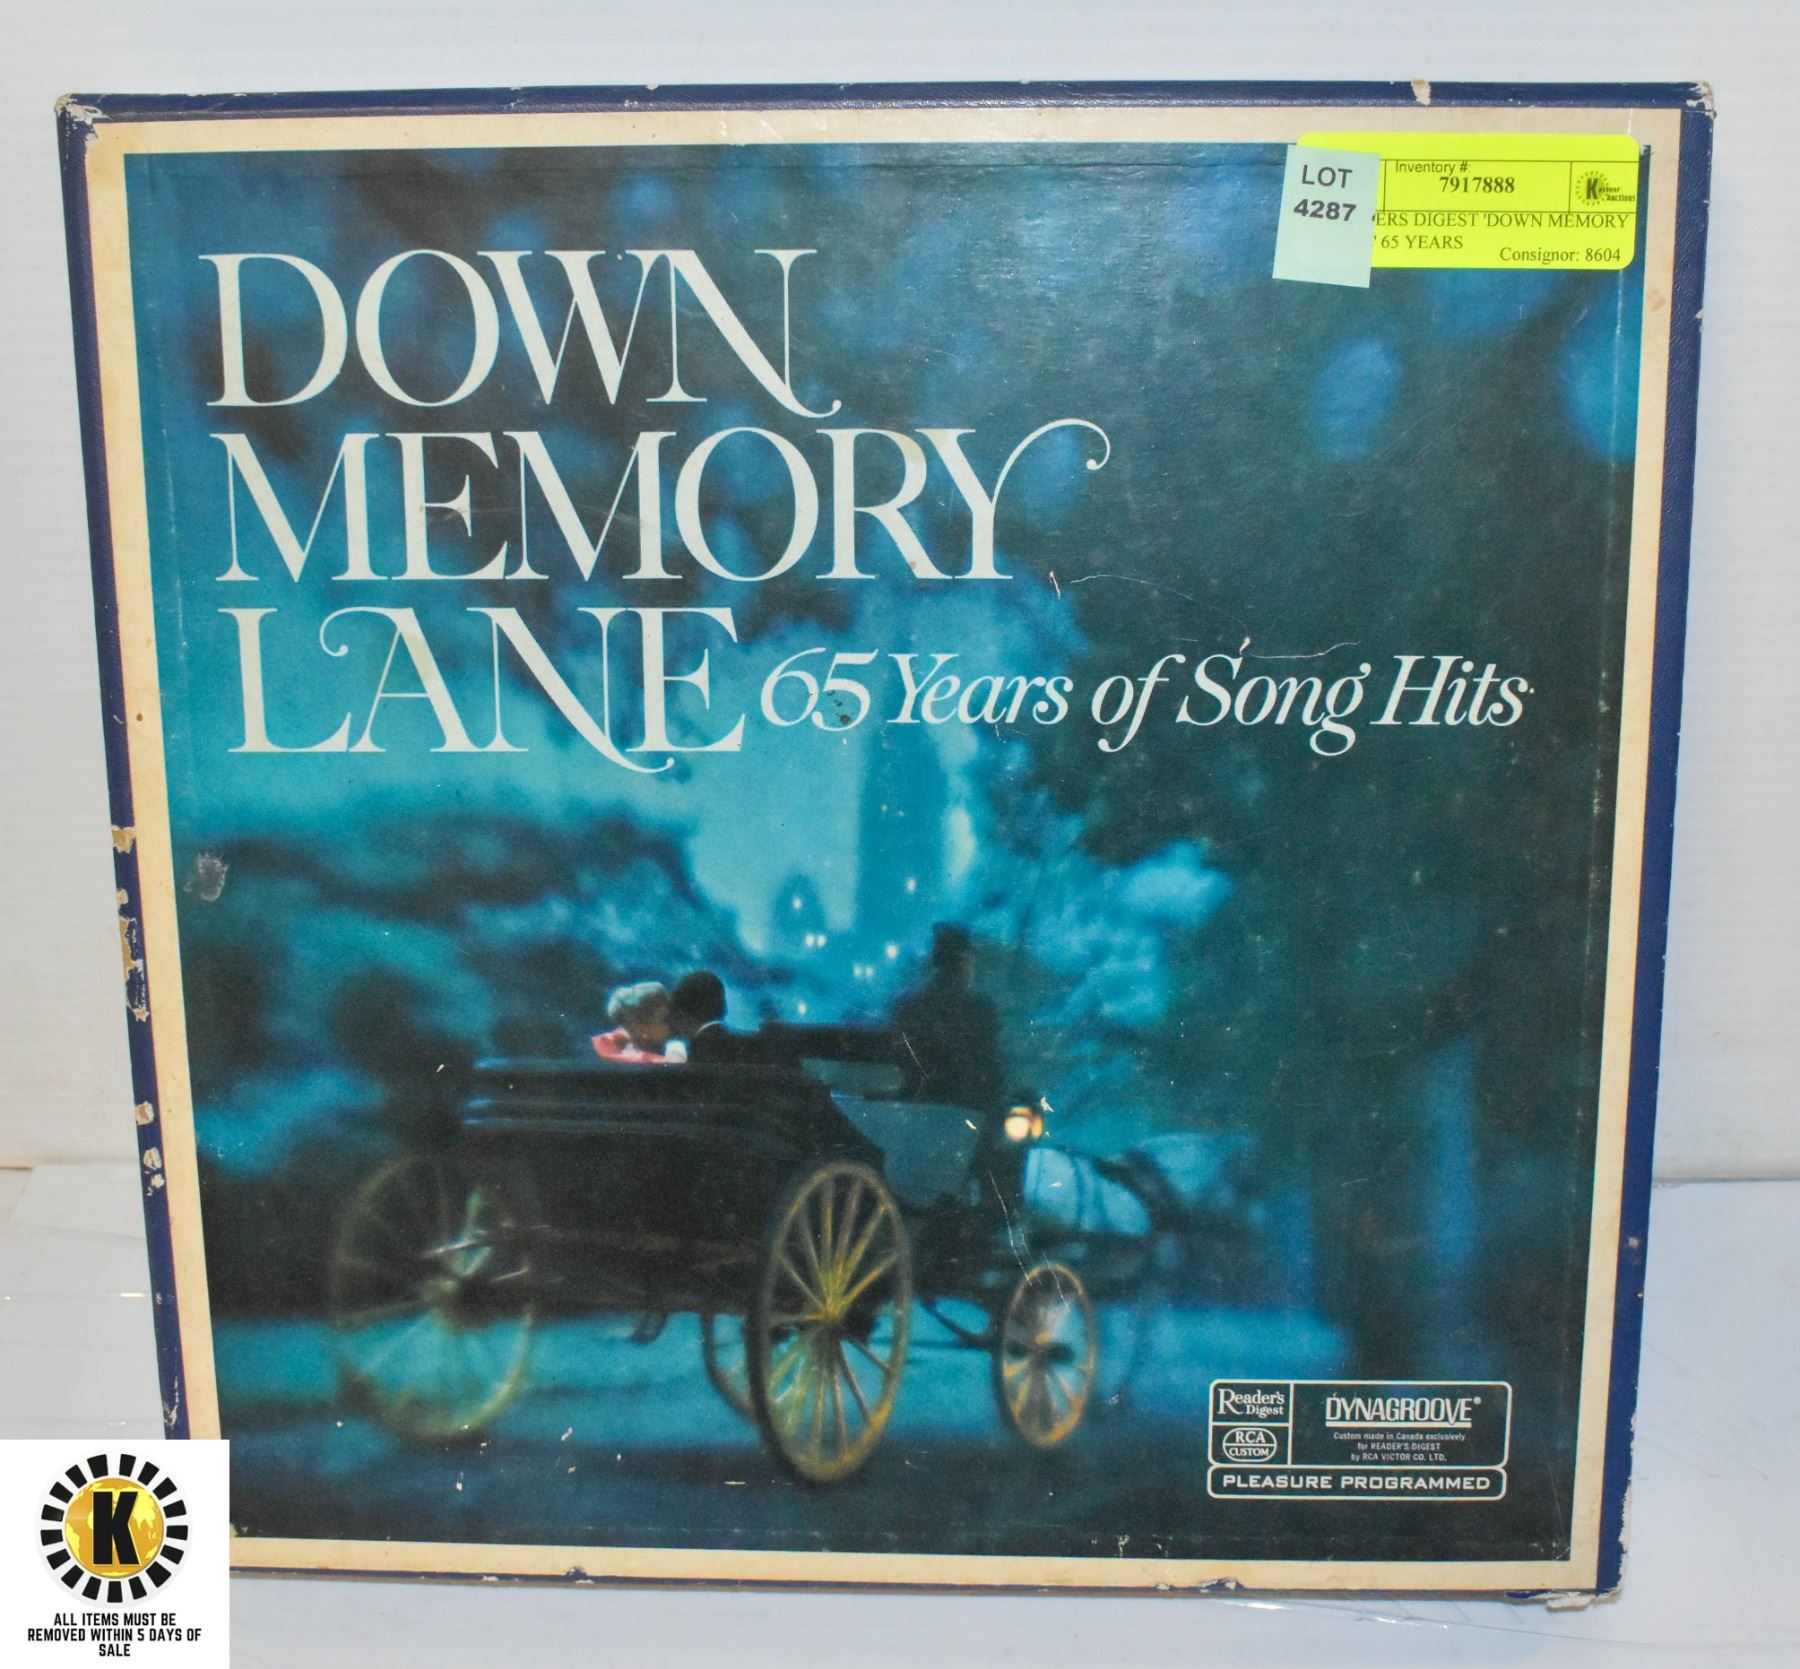 LOT
4287
Inventory #:
7917888
Karner
Auctions
ERS DIGEST 'DOWN MEMORY
' 65 YEARS
Consignor: 8604
DOWN
MEMORY
LANE 65 Years of Song Hits
Reader's
Digest
RCA
CUSTOM
DYNAGROOVE®
Custom made in Canada exclusively
for READER'S DIGEST
by RCA VICTOR CO. LTD.
PLEASURE PROGRAMMED
K
ALL ITEMS MUST BE
REMOVED WITHIN 5 DAYS OF
SALE